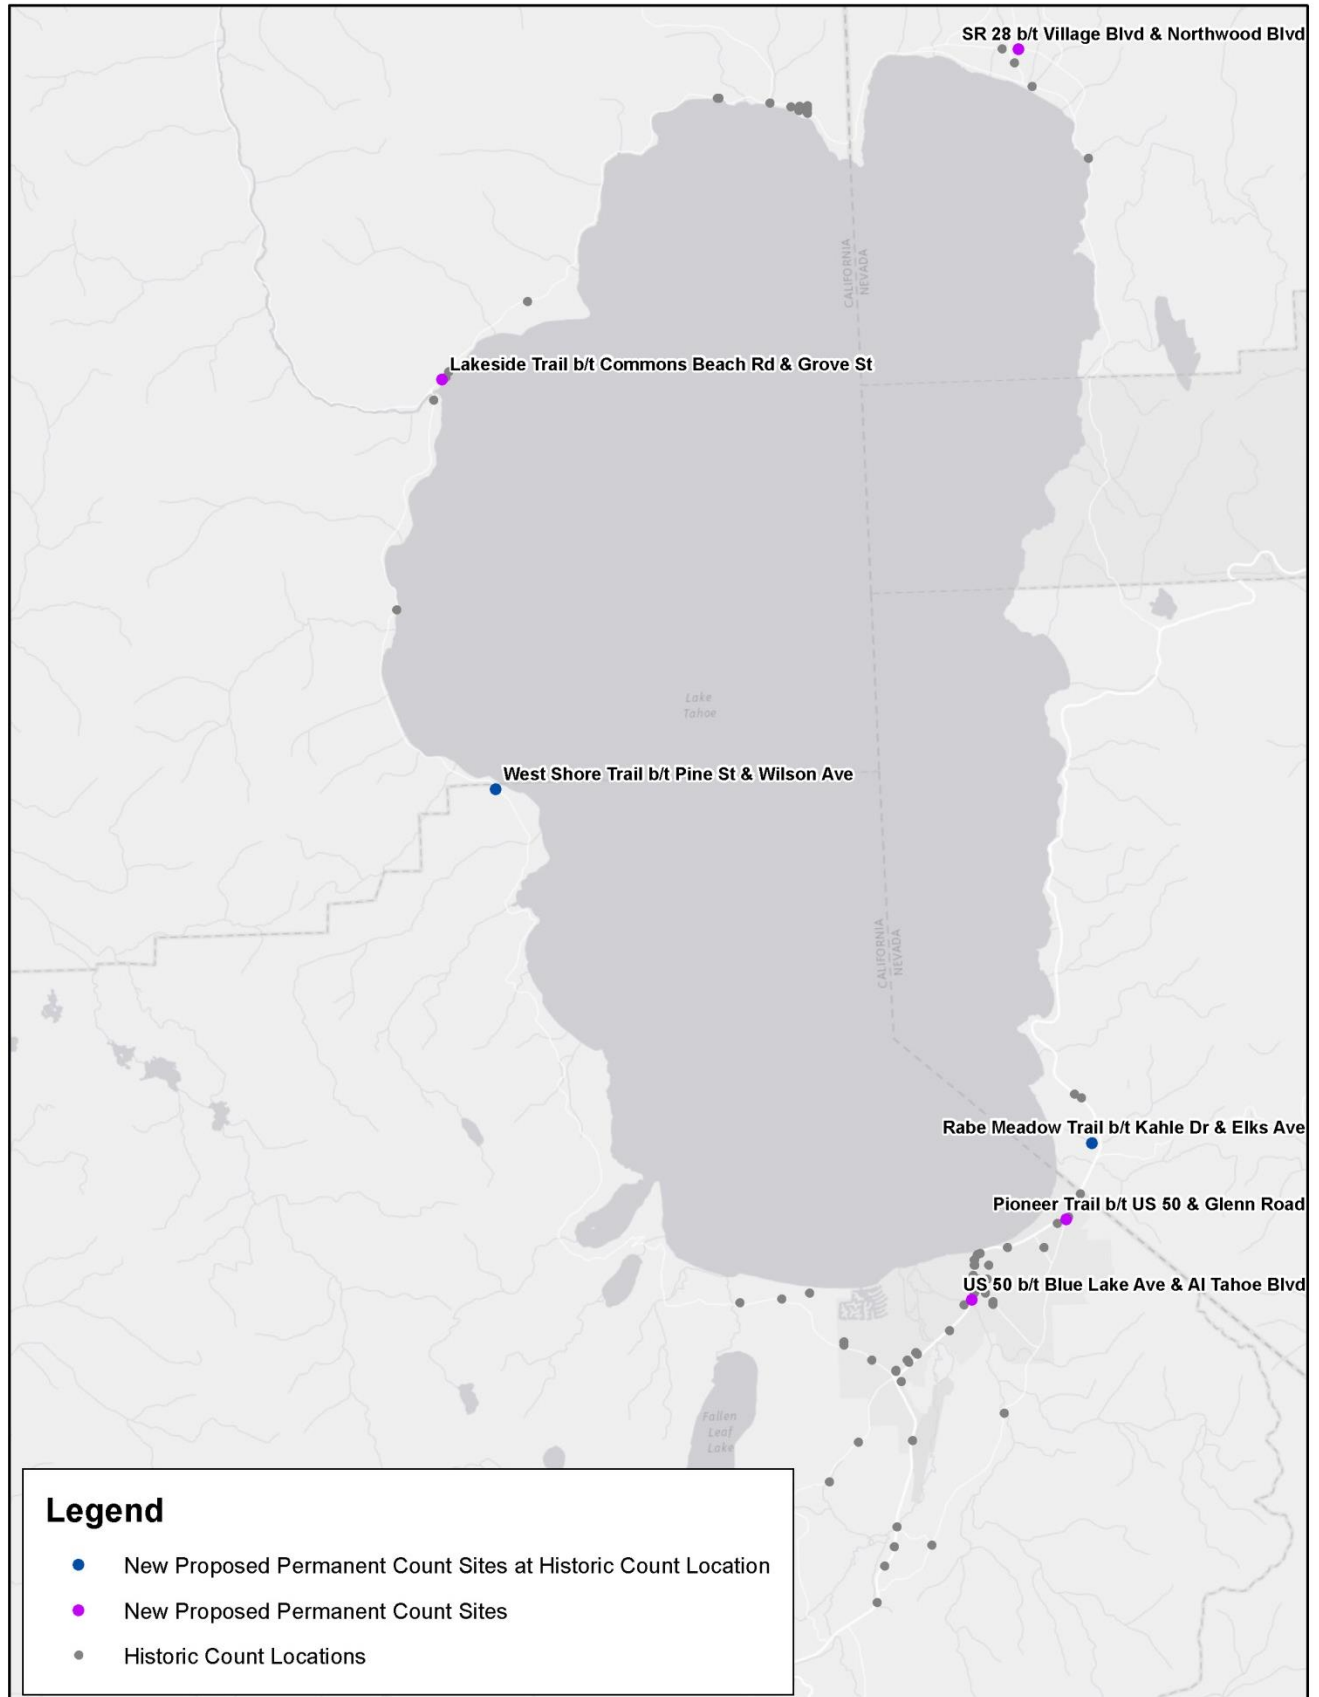 SR 28 b/t Village Blvd & Northwood Blvd
CALIFORNIA
NEVADA
Lakeside Trail b/t Commons Beach Rd & Grove St
Lake
Tahoe
West Shore Trail b/t Pine St & Wilson Ave
CALIFORNIA
NEVADA
Rabe Meadow Trail b/t Kahle Dr & Elks Ave
Pioneer Trail b/t US 50 & Glenn Road
US 50 b/t Blue Lake Ave & Al Tahoe Blvd
Fallen
Leaf
Lake
Legend
New Proposed Permanent Count Sites at Historic Count Location
New Proposed Permanent Count Sites
Historic Count Locations